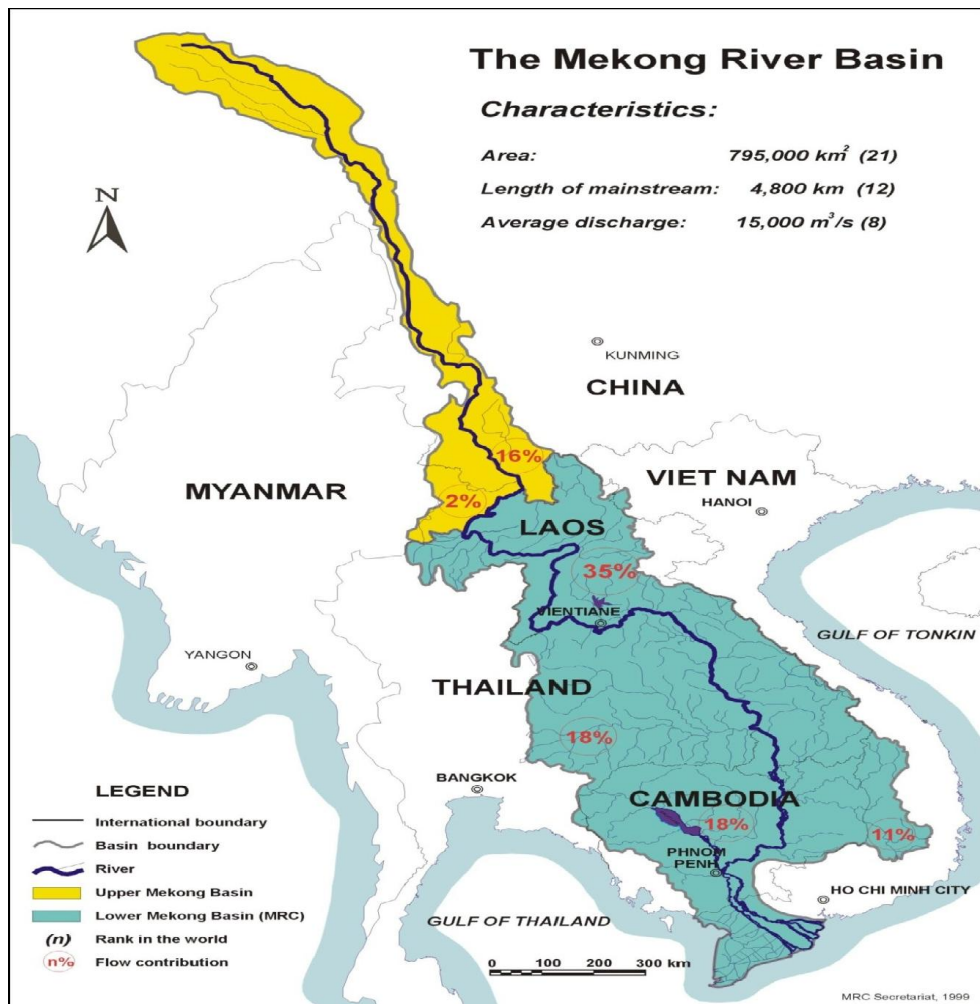 The Mekong River Basin
Characteristics:
Area: 795,000 km² (21)
Length of mainstream: 4,800 km (12)
Average discharge: 15,000 m³/s (8)
N
KUNMING
CHINA
16%
MYANMAR
VIET NAM
2%
HANOI
LAOS
35%
VIENTIANE
GULF OF TONKIN
YANGON
THAILAND
18%
BANGKOK
CAMBODIA
18%
11%
PHNOM
PENH
HO CHI MINH CITY
GULF OF THAILAND
LEGEND
International boundary
Basin boundary
River
Upper Mekong Basin
Lower Mekong Basin (MRC)
(n) Rank in the world
n% Flow contribution
0 100 200 300 km
MRC Secretariat, 1999